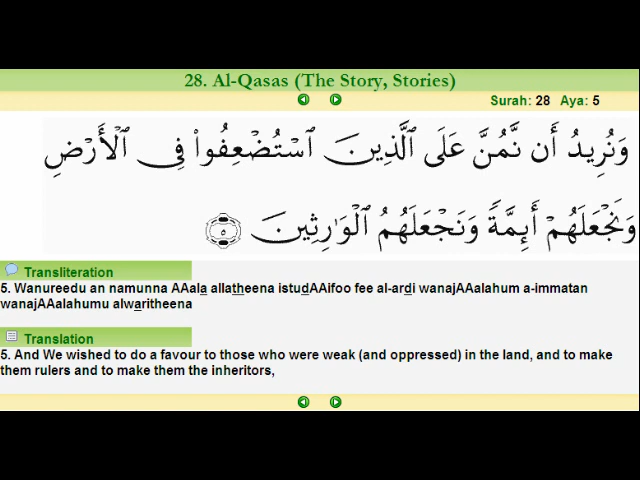 28. Al-Qasas (The Story, Stories)
Surah: 28 Aya: 5
وَنُرِيدُ أَن نَّمُنَّ عَلَى ٱلَّذِينَ ٱسْتُضْعِفُوا۟ فِى ٱلْأَرْضِ
وَنَجْعَلَهُمْ أَئِمَّةً وَنَجْعَلَهُمُ ٱلْوَٰرِثِينَ ٥
Transliteration
5. Wanureedu an namunna AAala allatheena istudAAifoo fee al-ardi wanajAAalahum a-immatan
wanajAAalahumu alwaritheena
Translation
5. And We wished to do a favour to those who were weak (and oppressed) in the land, and to make
them rulers and to make them the inheritors,